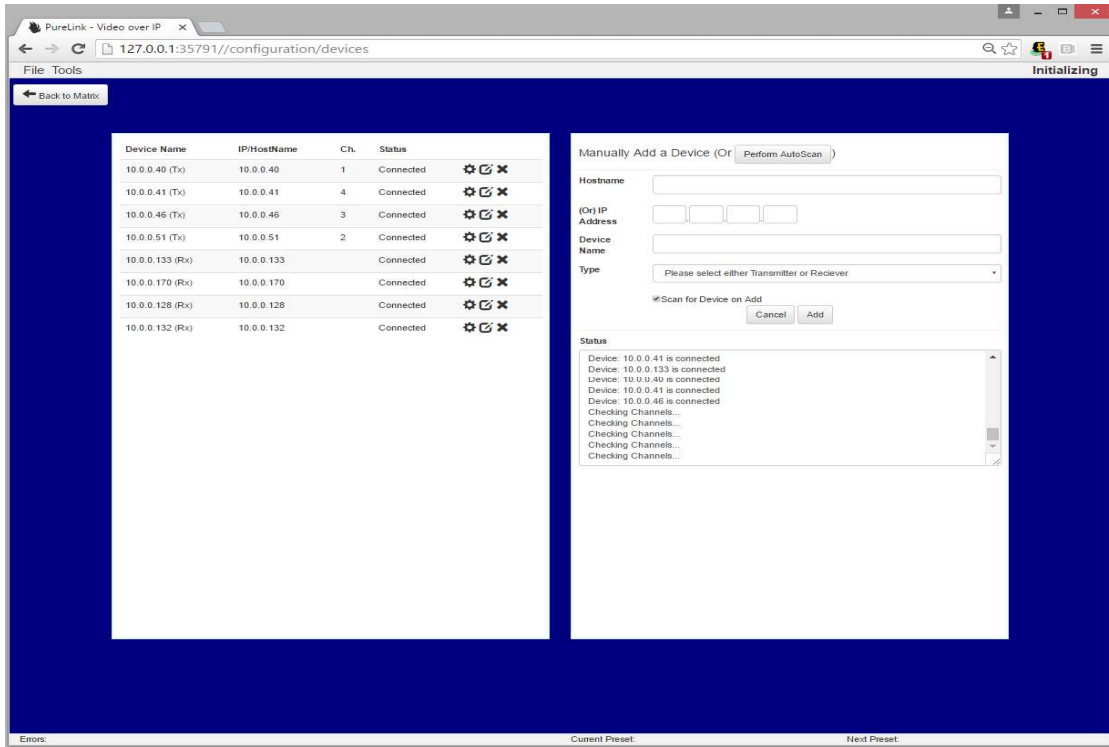 PureLink - Video over IP
127.0.0.1:35791//configuration/devices
File Tools Initializing
Back to Matrix
Device Name IP/HostName Ch. Status
10.0.0.40 (Tx) 10.0.0.40 1 Connected
10.0.0.41 (Tx) 10.0.0.41 4 Connected
10.0.0.46 (Tx) 10.0.0.46 3 Connected
10.0.0.51 (Tx) 10.0.0.51 2 Connected
10.0.0.133 (Rx) 10.0.0.133 Connected
10.0.0.170 (Rx) 10.0.0.170 Connected
10.0.0.128 (Rx) 10.0.0.128 Connected
10.0.0.132 (Rx) 10.0.0.132 Connected
Manually Add a Device (Or Perform AutoScan )
Hostname
(Or) IP
Address
Device
Name
Type Please select either Transmitter or Reciever
Scan for Device on Add
Cancel Add
Status
Device: 10.0.0.41 is connected
Device: 10.0.0.133 is connected
Device: 10.0.0.40 is connected
Device: 10.0.0.41 is connected
Device: 10.0.0.46 is connected
Checking Channels...
Checking Channels...
Checking Channels...
Checking Channels...
Checking Channels...
Errors: Current Preset: Next Preset: